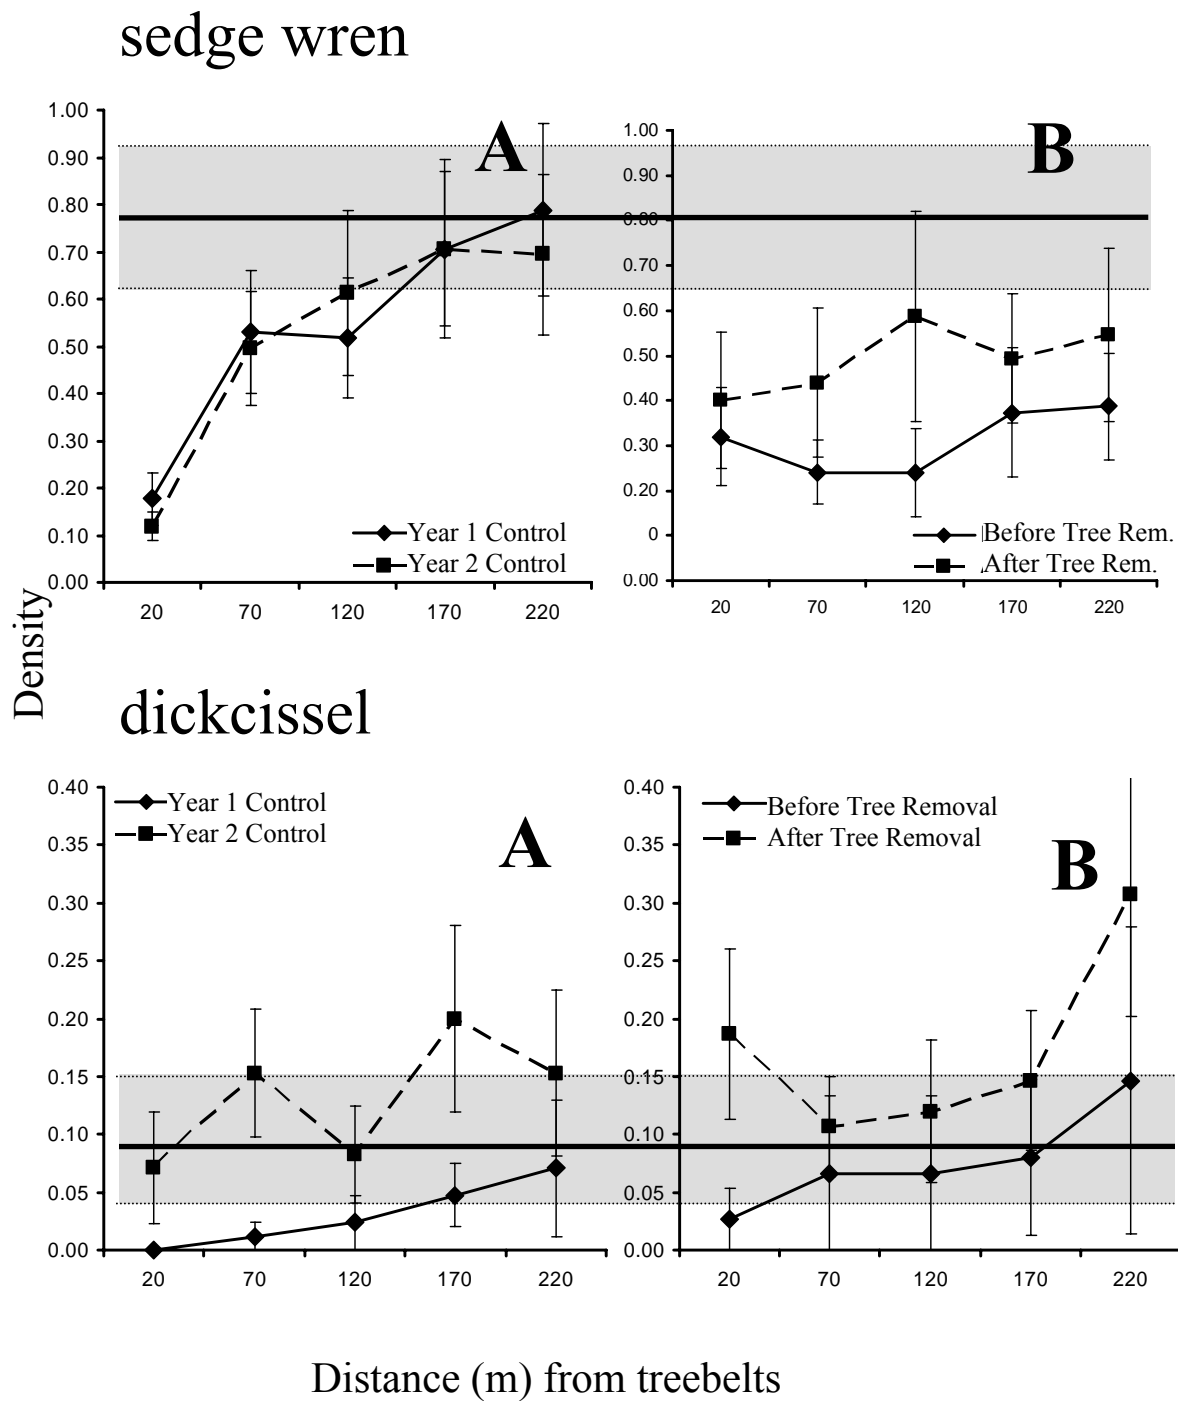 sedge wren
A
1.00
0.90
0.80
0.70
0.60
0.50
0.40
0.30
0.20
0.10
0.00
Year 1 Control
Year 2 Control
20 70 120 170 220
B
1.00
0.90
0.80
0.70
0.60
0.50
0.40
0.30
0.20
0
0.00
Before Tree Rem.
After Tree Rem.
20 70 120 170 220
Density
dickcissel
0.40
0.35
0.30
0.25
0.20
0.15
0.10
0.05
0.00
Year 1 Control
Year 2 Control
A
20 70 120 170 220
0.40
0.35
0.30
0.25
0.20
0.15
0.10
0.05
0.00
Before Tree Removal
After Tree Removal
B
20 70 120 170 220
Distance (m) from treebelts